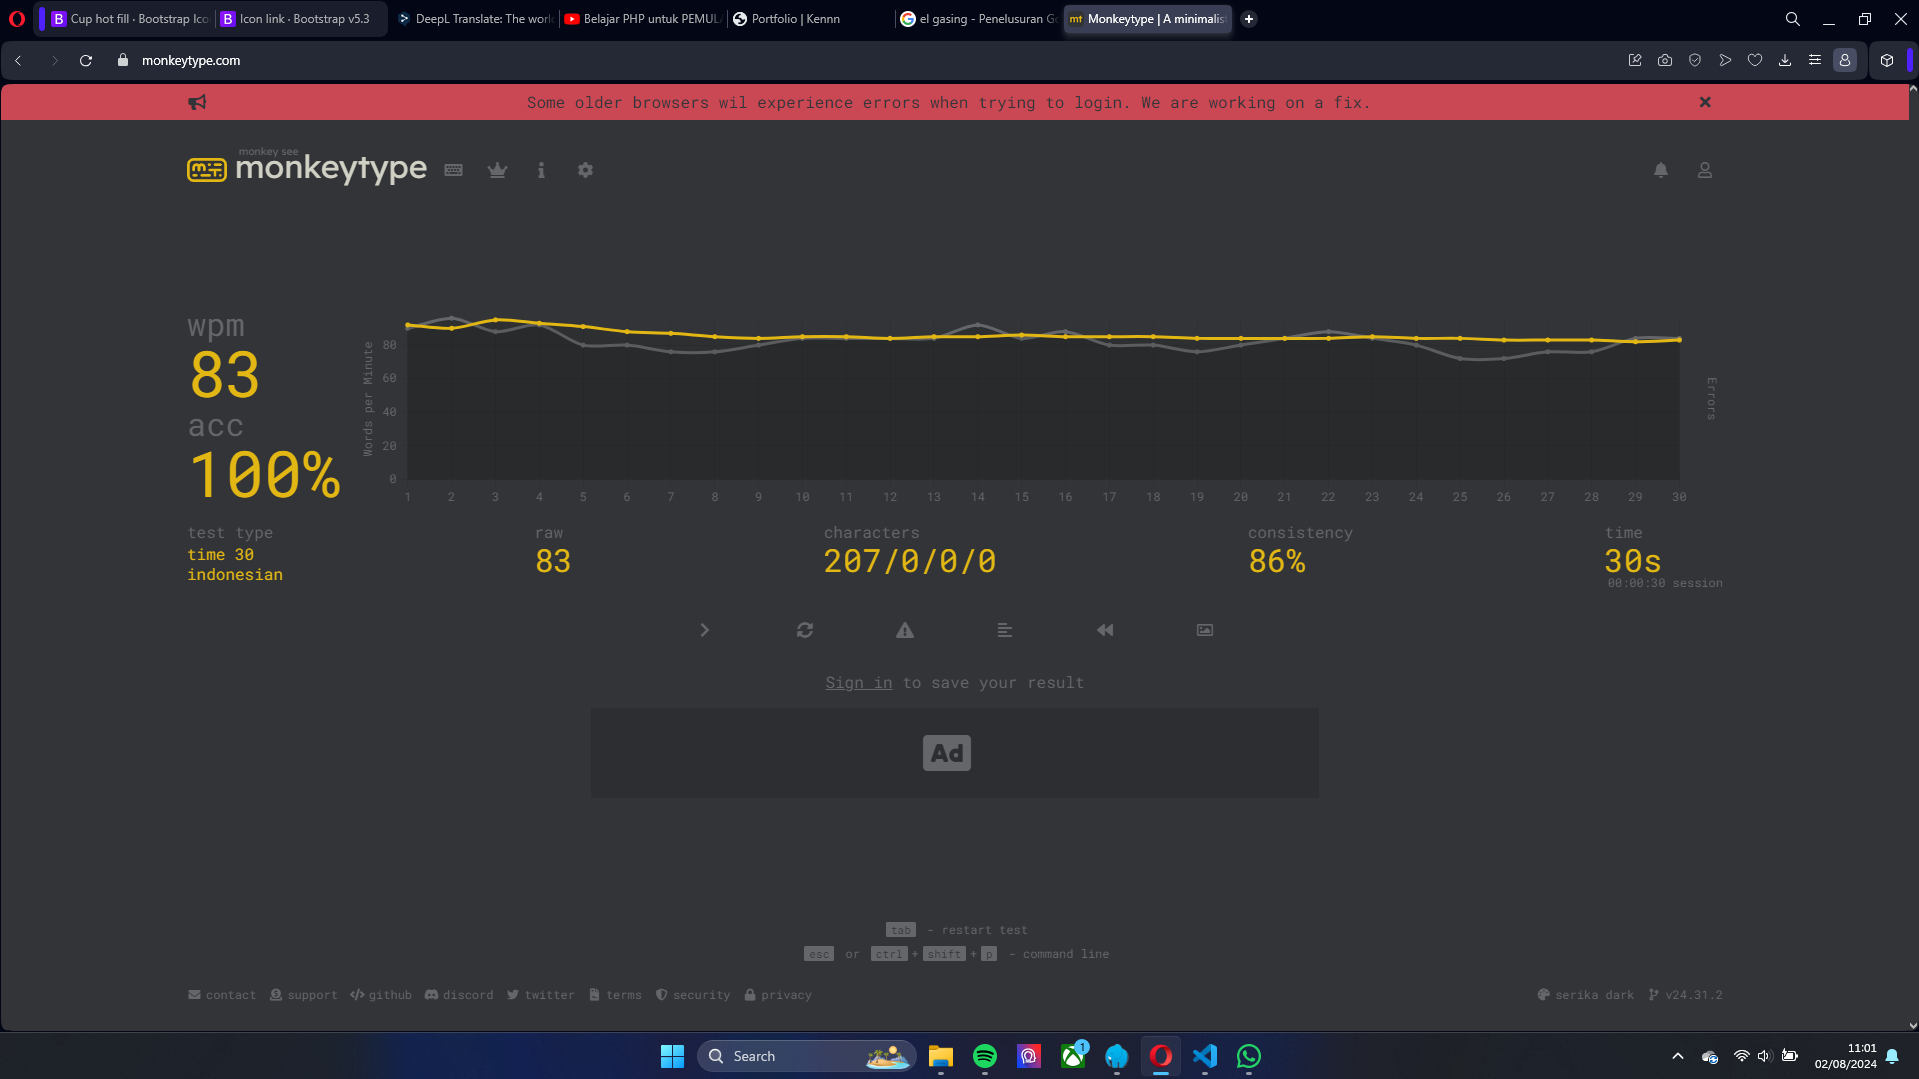 Cup hot fill · Bootstrap Ico
Icon link · Bootstrap v5.3
DeepL Translate: The worl
Belajar PHP untuk PEMUL
Portfolio | Kennn
el gasing - Penelusuran Go
Monkeytype | A minimalis
monkeytype.com
Some older browsers wil experience errors when trying to login. We are working on a fix.
monkey see
monkeytype
wpm
83
acc
100%
Words per Minute
80
60
40
20
0
1 2 3 4 5 6 7 8 9 10 11 12 13 14 15 16 17 18 19 20 21 22 23 24 25 26 27 28 29 30
Errors
test type
time 30
indonesian
raw
83
characters
207/0/0/0
consistency
86%
time
30s
00:00:30 session
Sign in to save your result
Ad
tab - restart test
esc or ctrl + shift + p - command line
contact support github discord twitter terms security privacy
serika dark v24.31.2
Search
1
11:01
02/08/2024